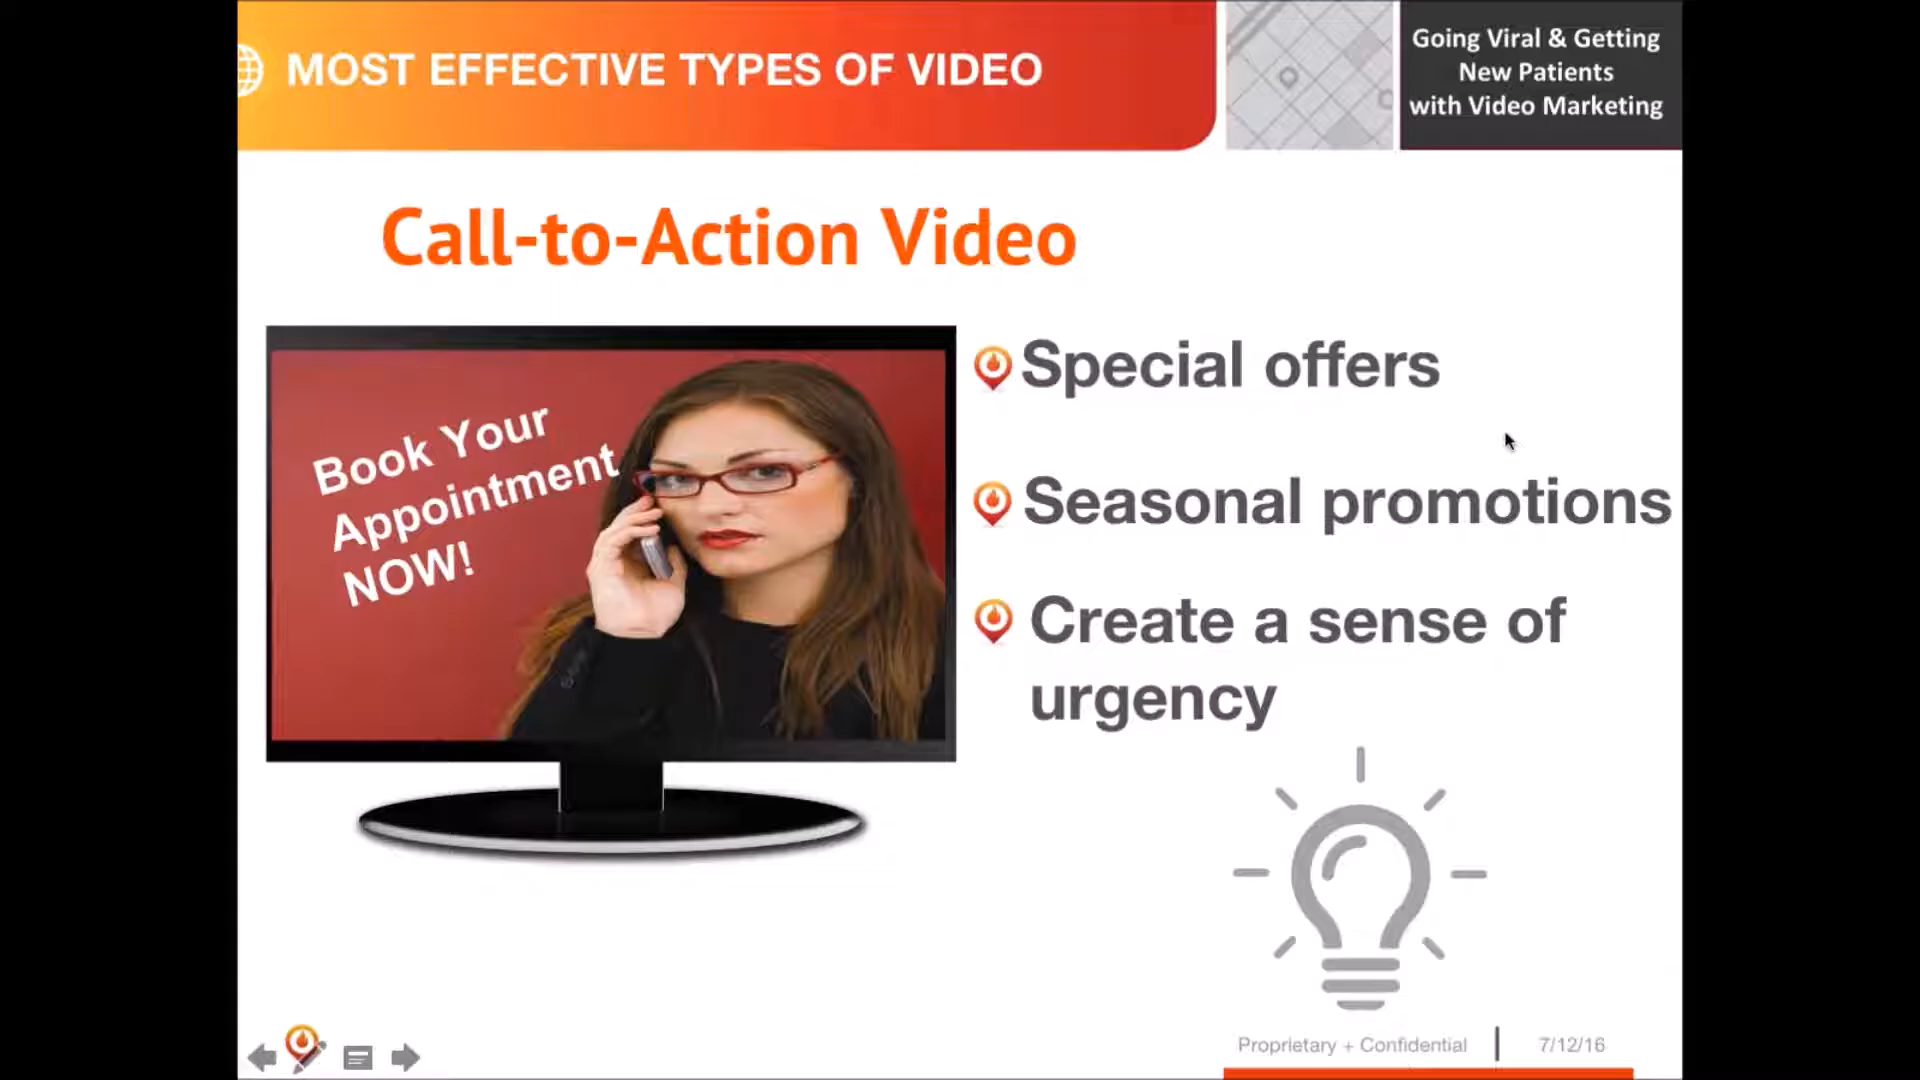 MOST EFFECTIVE TYPES OF VIDEO
Going Viral & Getting
New Patients
with Video Marketing
Call-to-Action Video
Book Your
Appointment
NOW!
Special offers
Seasonal promotions
Create a sense of
urgency
Proprietary + Confidential
7/12/16